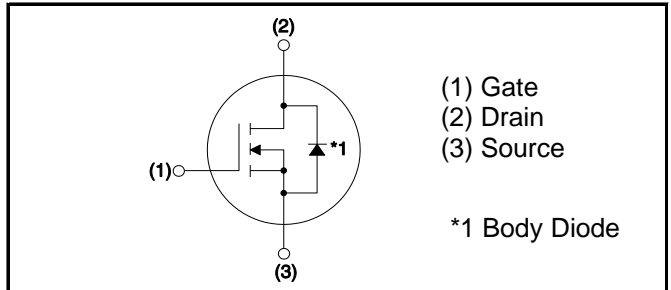 (2)
(1) Gate
(2) Drain
(3) Source
*1
(1)
*1 Body Diode
(3)